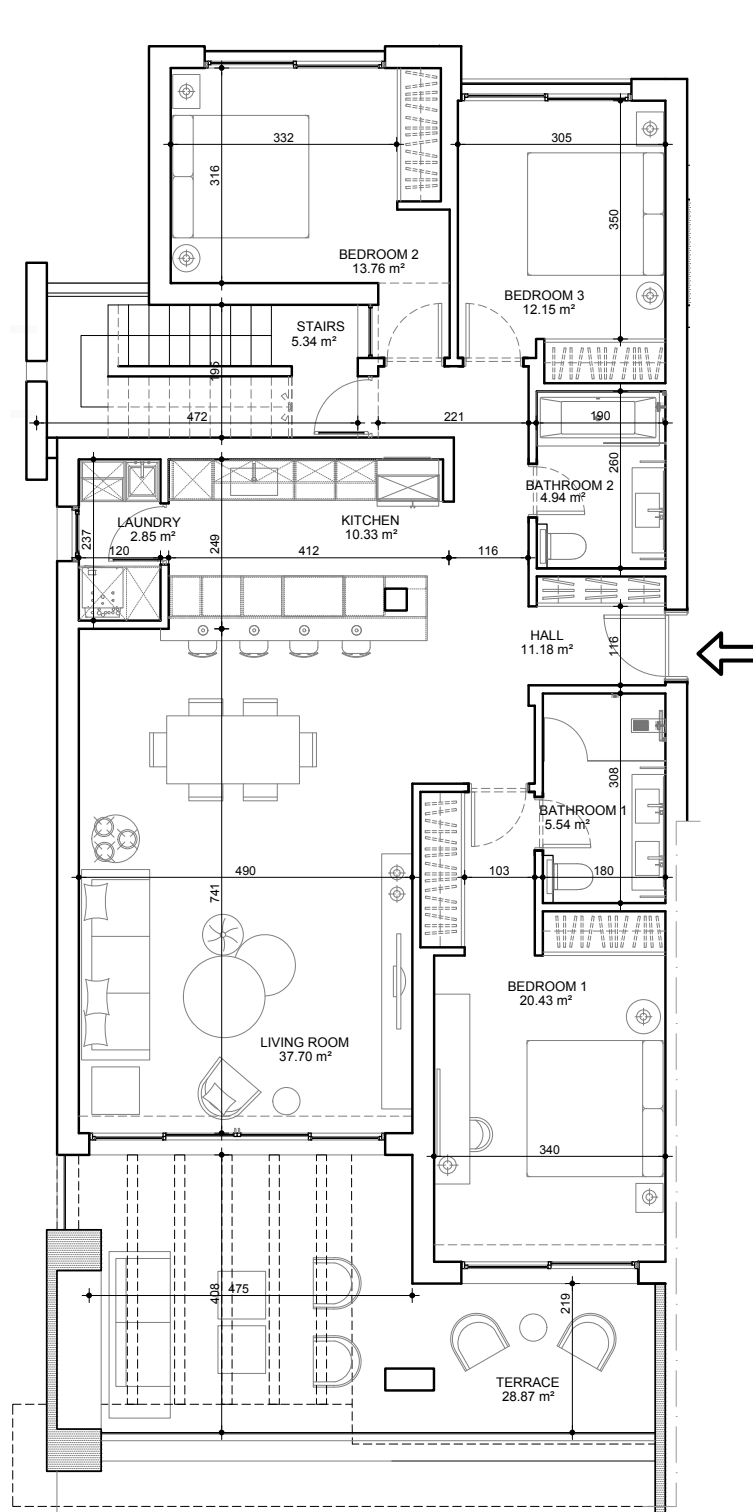 332
305
316
350
BEDROOM 2
13.76 m²
BEDROOM 3
12.15 m²
STAIRS
5.34 m²
195
472
221
190
260
BATHROOM 2
4.94 m²
LAUNDRY
2.85 m²
KITCHEN
10.33 m²
237
120
249
412
116
HALL
11.18 m²
116
308
BATHROOM 1
5.54 m²
490
741
103
180
BEDROOM 1
20.43 m²
LIVING ROOM
37.70 m²
340
475
408
219
TERRACE
28.87 m²